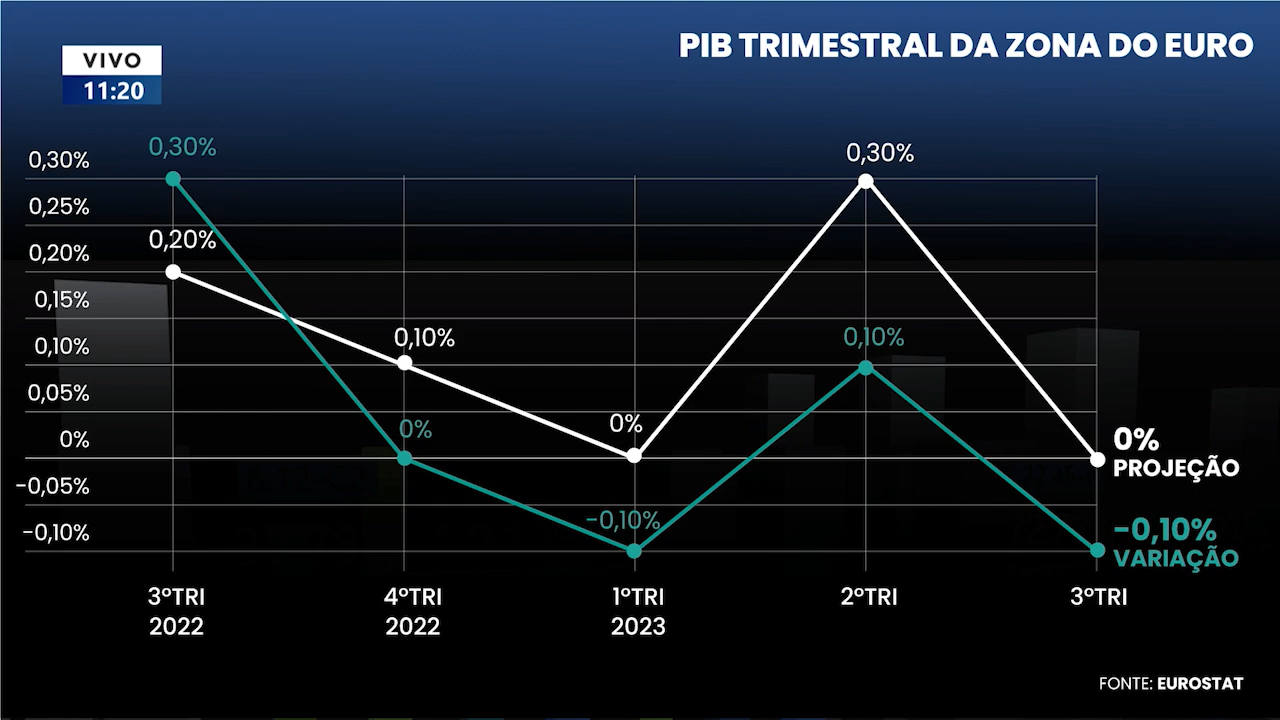 PIB TRIMESTRAL DA ZONA DO EURO
VIVO
11:20
0,30%
0,25%
0,20%
0,15%
0,10%
0,05%
0%
-0,05%
-0,10%
0,30%
0,20%
0,10%
0%
0%
-0,10%
0,30%
0,10%
0%
PROJEÇÃO
-0,10%
VARIAÇÃO
3ºTRI
2022
4ºTRI
2022
1ºTRI
2023
2ºTRI
3ºTRI
FONTE: EUROSTAT